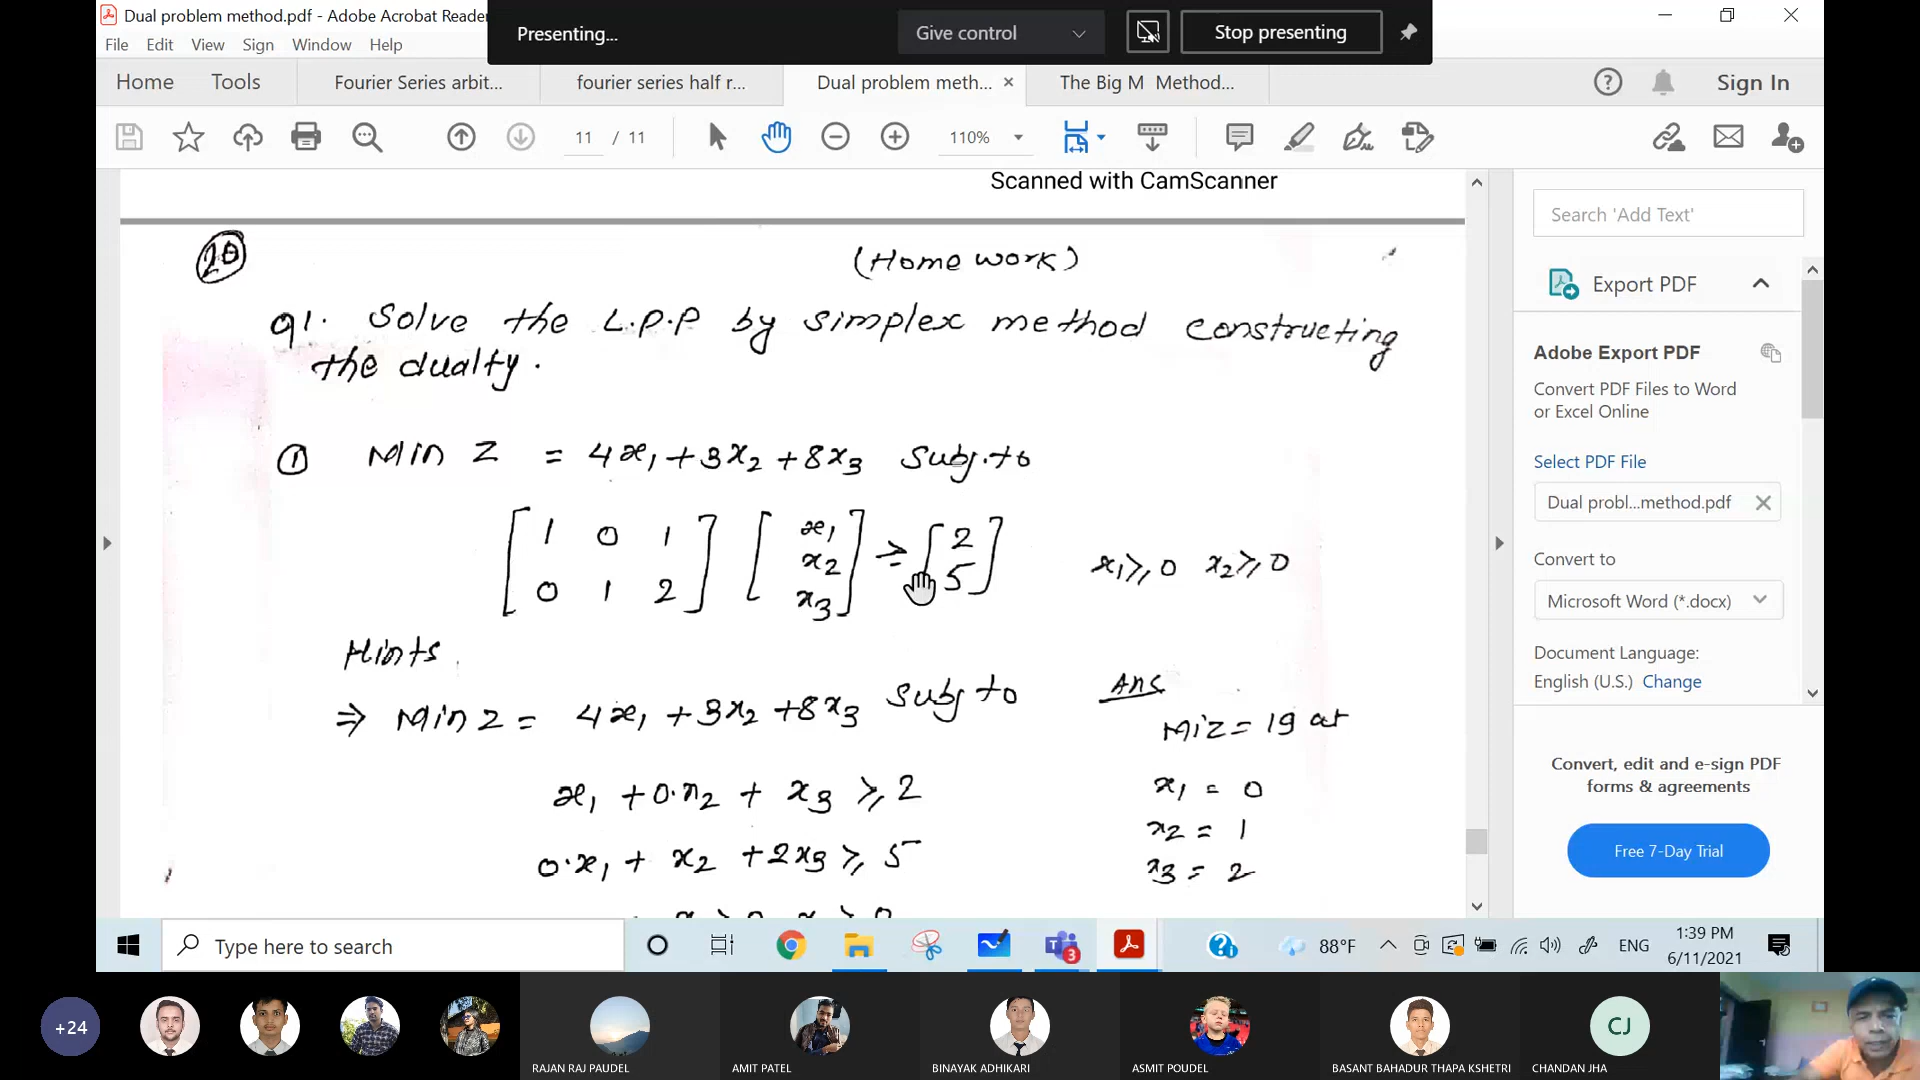 Dual problem method.pdf - Adobe Acrobat Reader
Presenting...
Give control
Stop presenting
File Edit View Sign Window Help
Home Tools Fourier Series arbit... fourier series half r... Dual problem meth... The Big M Method... Sign In
11 / 11
110%
Scanned with CamScanner
20
(Home work)
Q1. Solve the L.P.P by simplex method constructing
the dualty.
① Min Z = 4x1 + 3x2 + 8x3 Subj. to
[1 0 1
0 1 2] [x1
x2
x3] ≥ [2
5] x1 ≥ 0 x2 ≥ 0
Hints.
⇒ Min Z = 4x1 + 3x2 + 8x3 Subj to
x1 + 0.x2 + x3 ≥ 2
0.x1 + x2 + 2x3 ≥ 5
Ans
Miz = 19 at
x1 = 0
x2 = 1
x3 = 2
Search 'Add Text'
Export PDF
Adobe Export PDF
Convert PDF Files to Word
or Excel Online
Select PDF File
Dual probl...method.pdf
Convert to
Microsoft Word (*.docx)
Document Language:
English (U.S.) Change
Convert, edit and e-sign PDF
forms & agreements
Free 7-Day Trial
Type here to search
3
88°F
ENG
1:39 PM
6/11/2021
+24
CJ
RAJAN RAJ PAUDEL
AMIT PATEL
BINAYAK ADHIKARI
ASMIT POUDEL
BASANT BAHADUR THAPA KSHETRI
CHANDAN JHA